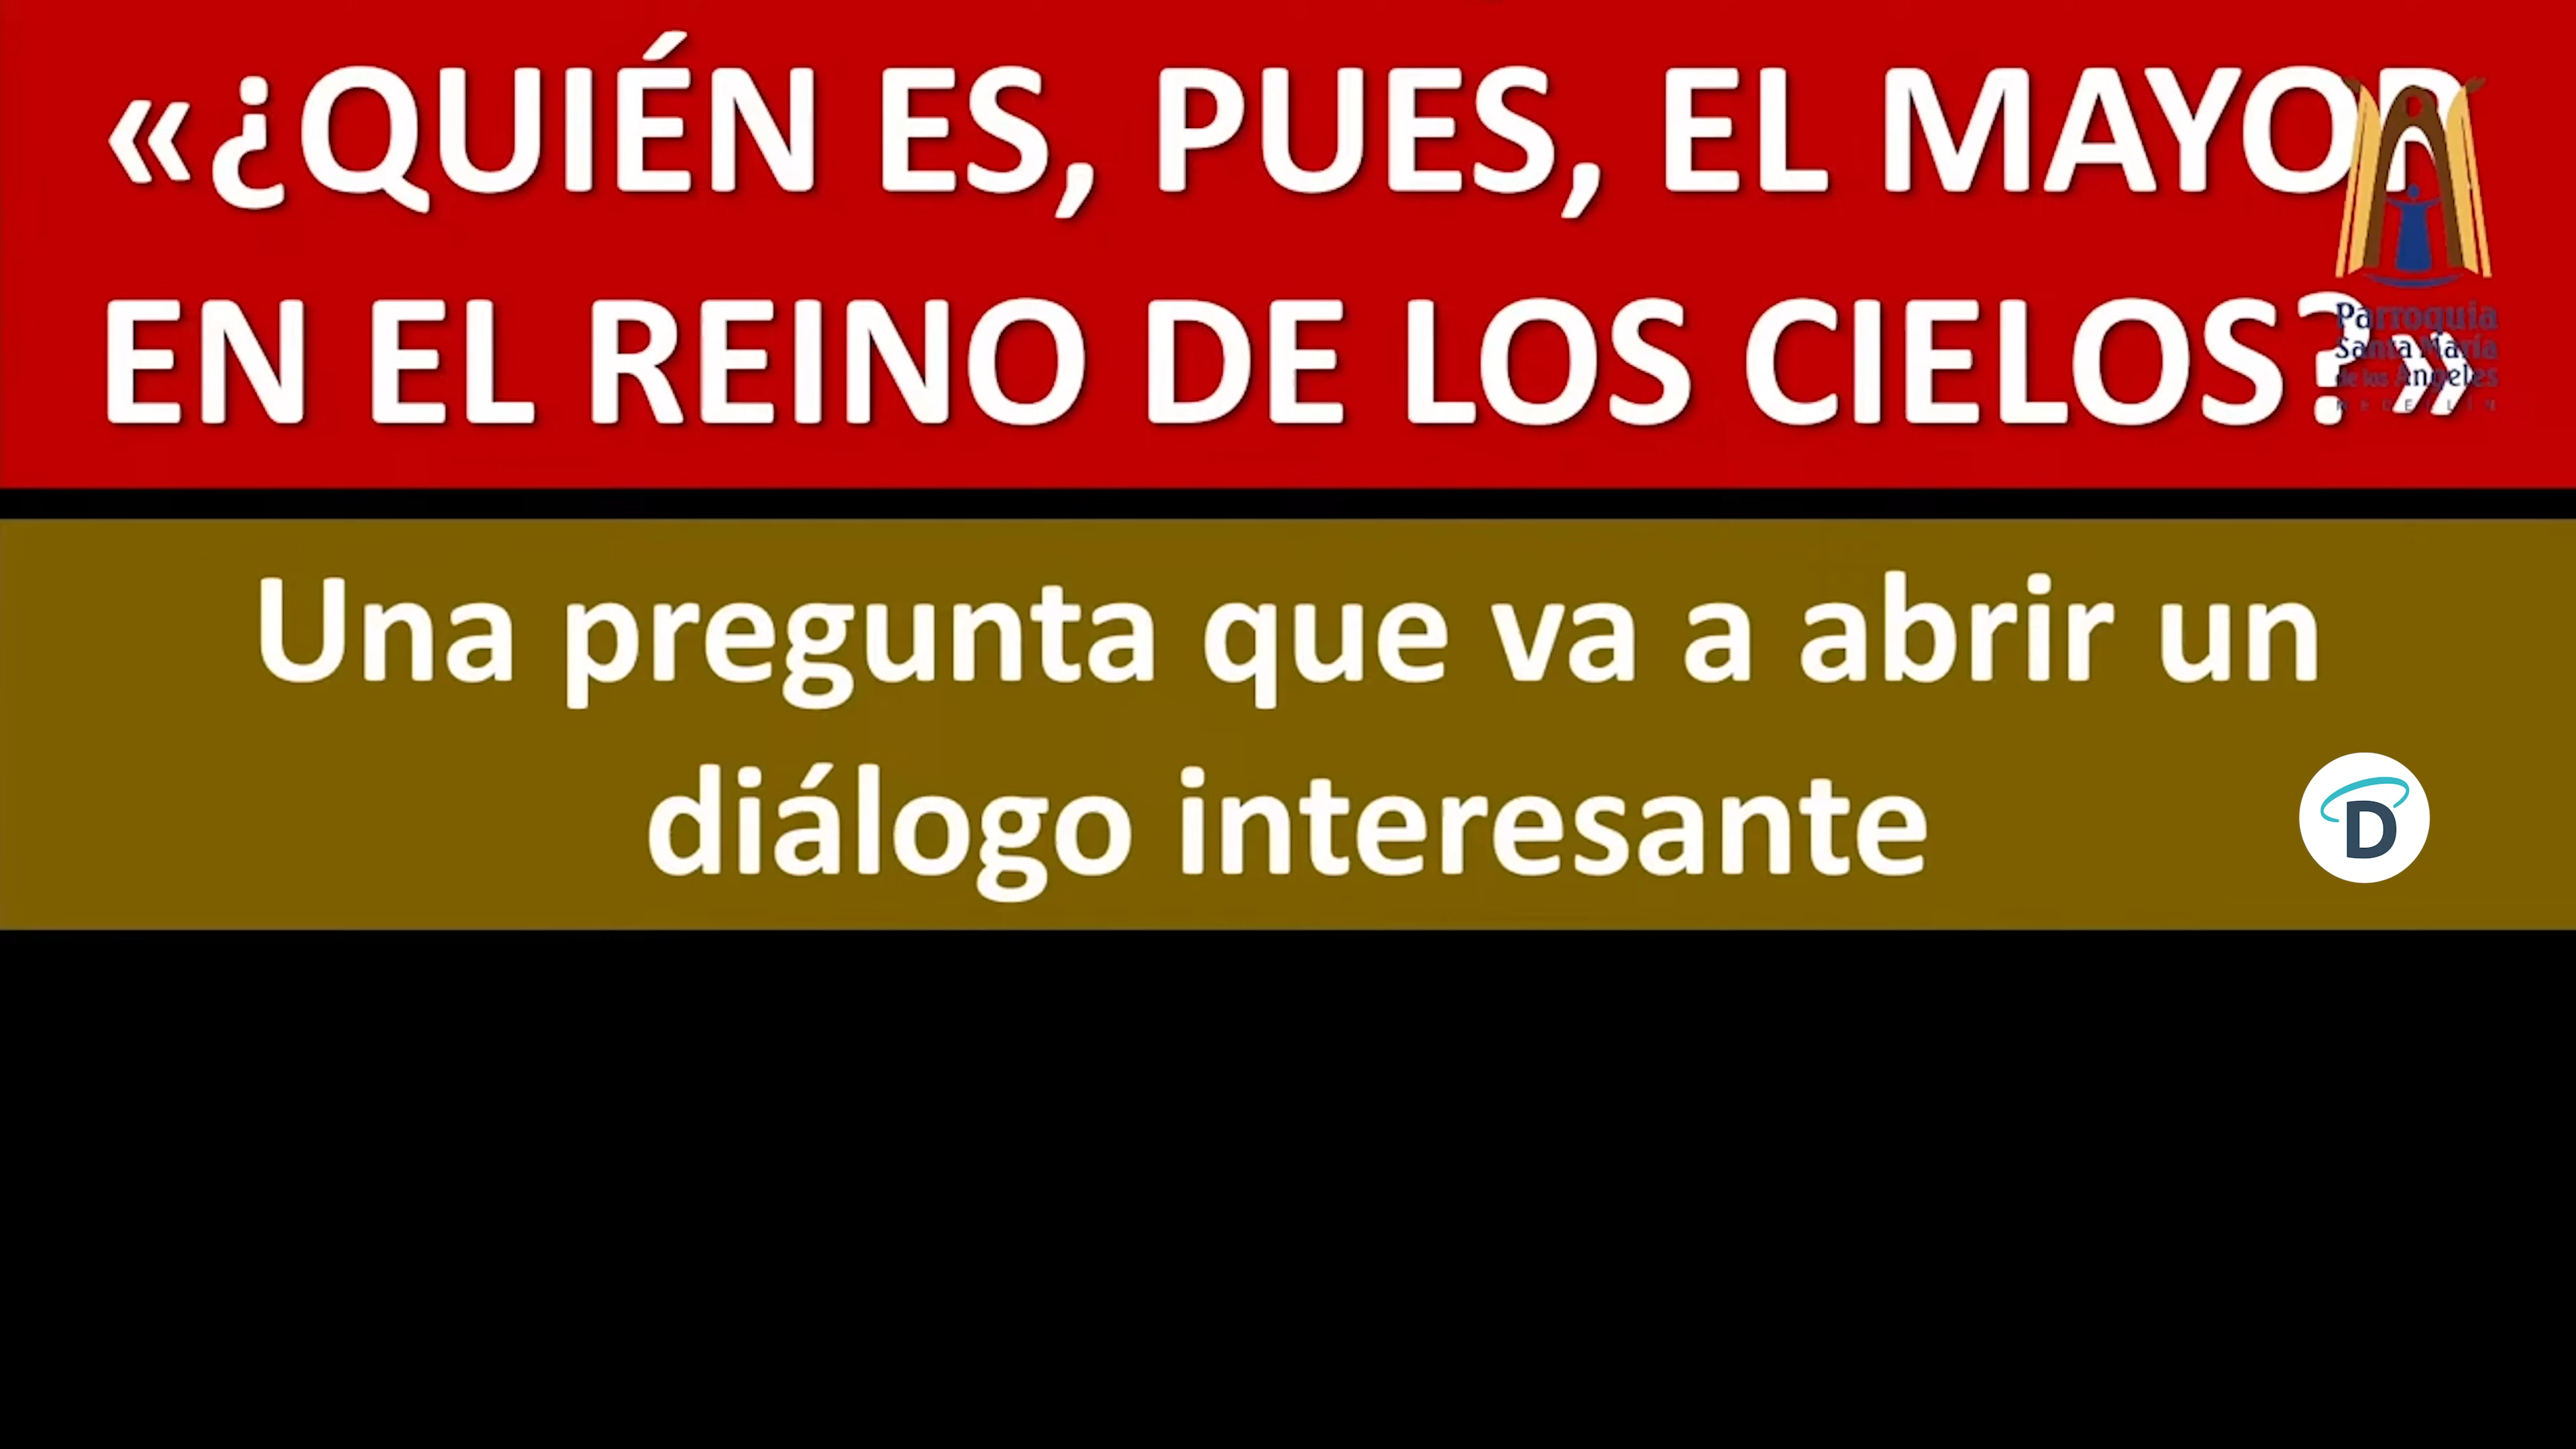 «¿QUIÉN ES, PUES, EL MAYOR
EN EL REINO DE LOS CIELOS?»
Parroquia
Santa María
de los Ángeles
Una pregunta que va a abrir un
diálogo interesante
D